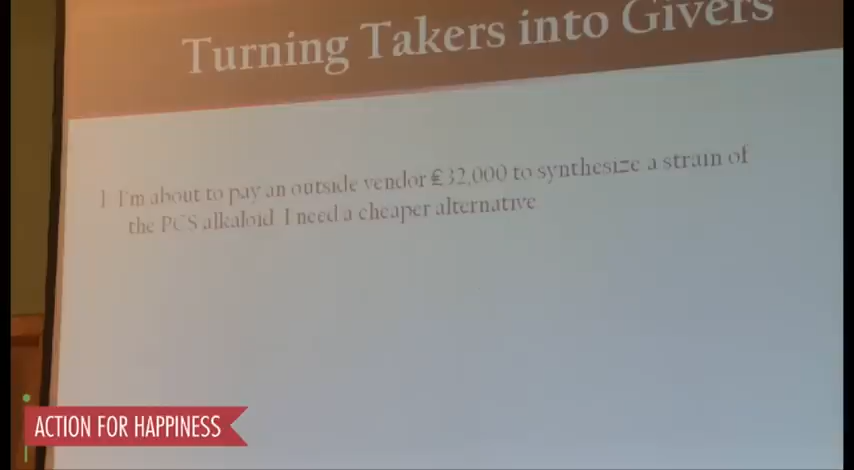 Turning Takers into Givers
1 I'm about to pay an outside vendor £32,000 to synthesize a strain of
the PCS alkaloid I need a cheaper alternative
ACTION FOR HAPPINESS